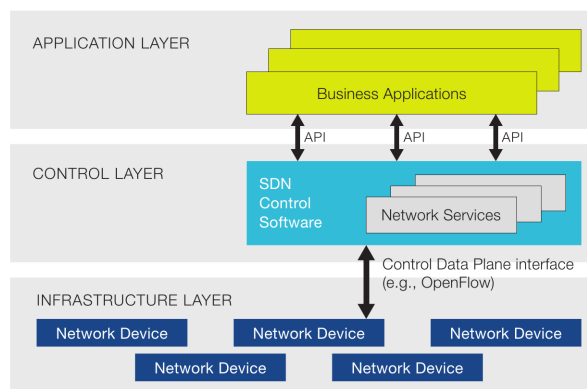 APPLICATION LAYER
Business Applications
API
API
API
CONTROL LAYER
SDN
Control
Software
Network Services
Control Data Plane interface
(e.g., OpenFlow)
INFRASTRUCTURE LAYER
Network Device
Network Device
Network Device
Network Device
Network Device